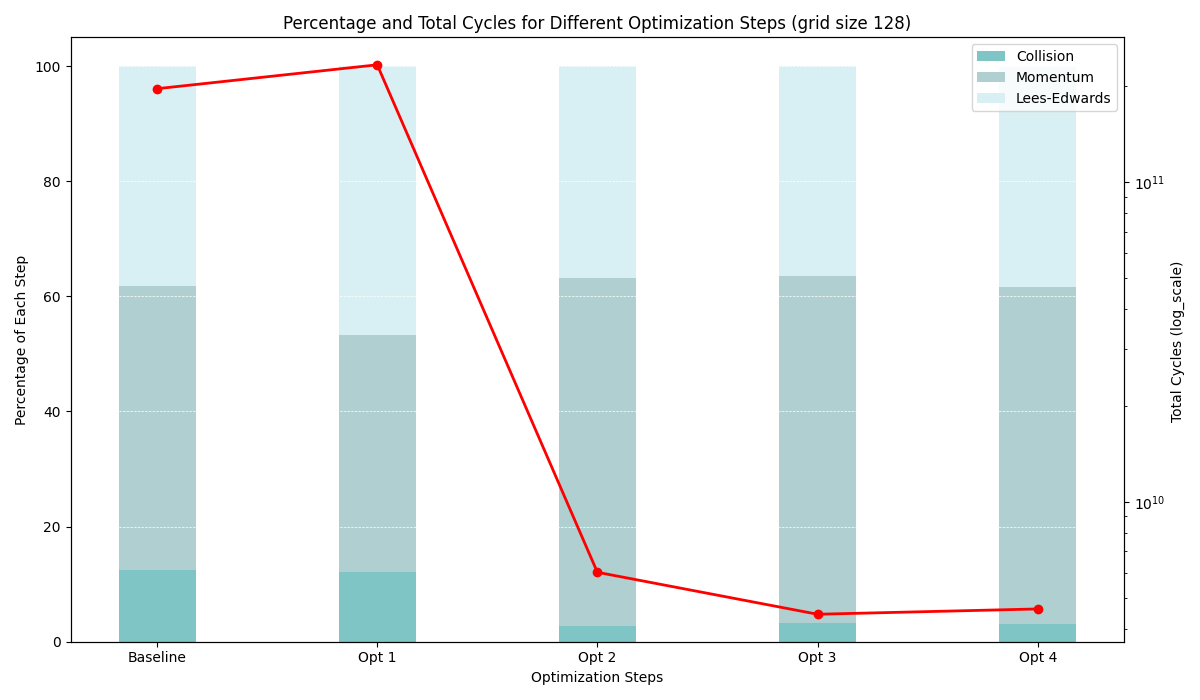 Percentage and Total Cycles for Different Optimization Steps (grid size 128)
Collision
Momentum
Lees-Edwards
100
80
60
40
20
0
Percentage of Each Step
10^11
10^10
Total Cycles (log_scale)
Baseline
Opt 1
Opt 2
Opt 3
Opt 4
Optimization Steps